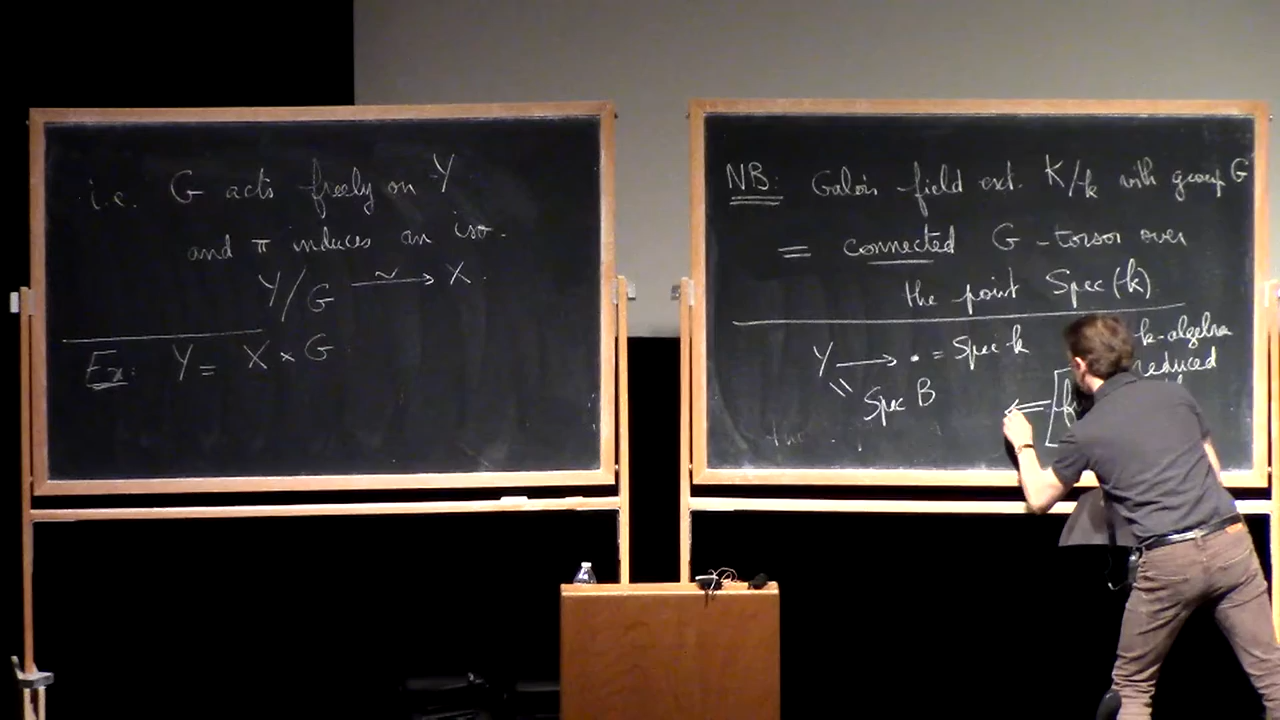 i.e. G acts freely on Y
and π induces an iso.
Y/G ⥲ X.
Ex: Y = X × G
NB: Galois field ext. K/k with group G
= connected G-torsor over
the point Spec(k)
Y → • = Spec k
k-algebra
reduced
\\ Spec B
⇐